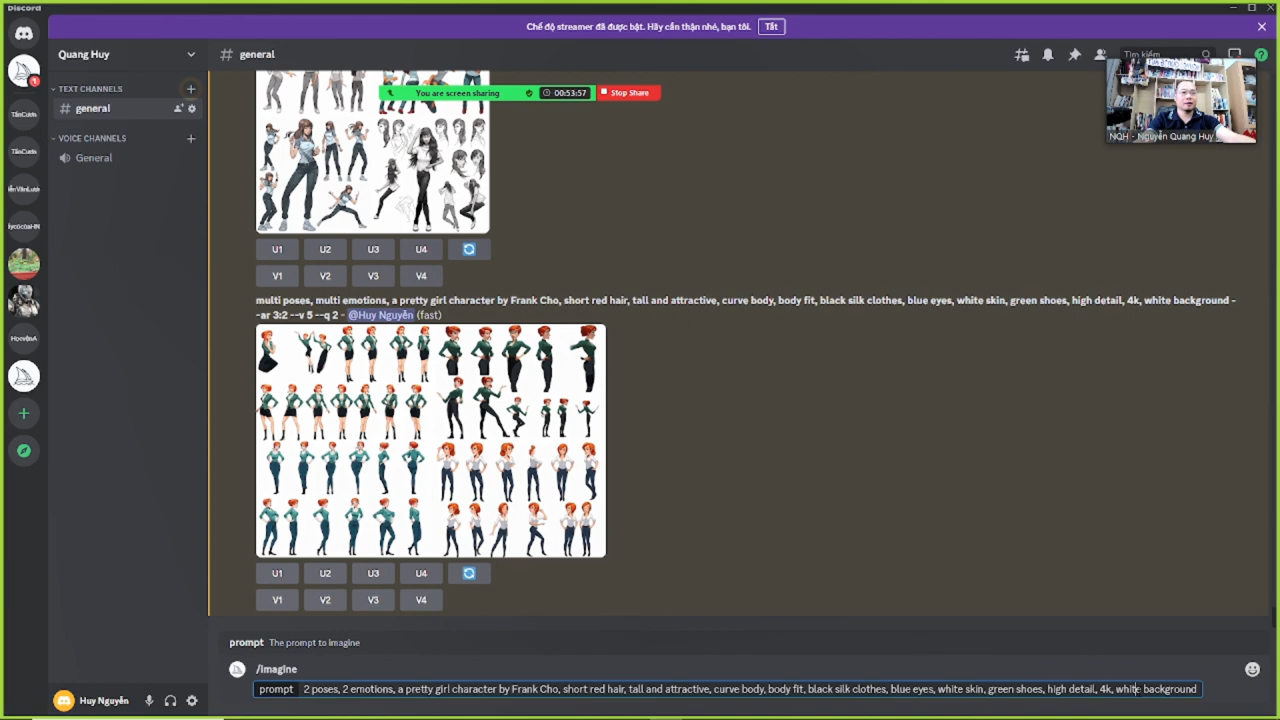 Discord
Chế độ streamer đã được bật. Hãy cẩn thận nhé, bạn tôi. Tắt
Quang Huy
general
Tìm kiếm
TEXT CHANNELS
general
VOICE CHANNELS
General
You are screen sharing 00:53:57 Stop Share
NQH - Nguyễn Quang Huy
U1 U2 U3 U4
V1 V2 V3 V4
multi poses, multi emotions, a pretty girl character by Frank Cho, short red hair, tall and attractive, curve body, body fit, black silk clothes, blue eyes, white skin, green shoes, high detail, 4k, white background -
-ar 3:2 --v 5 --q 2 - @Huy Nguyễn (fast)
U1 U2 U3 U4
V1 V2 V3 V4
prompt The prompt to imagine
/imagine
prompt 2 poses, 2 emotions, a pretty girl character by Frank Cho, short red hair, tall and attractive, curve body, body fit, black silk clothes, blue eyes, white skin, green shoes, high detail, 4k, white background
Huy Nguyễn